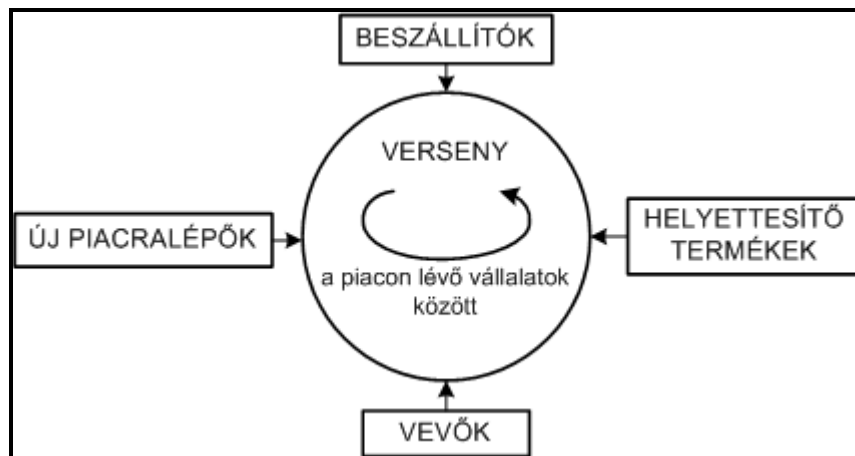 BESZÁLLÍTÓK
VERSENY
ÚJ PIACRALÉPŐK
HELYETTESÍTŐ
TERMÉKEK
a piacon lévő vállalatok
között
VEVŐK